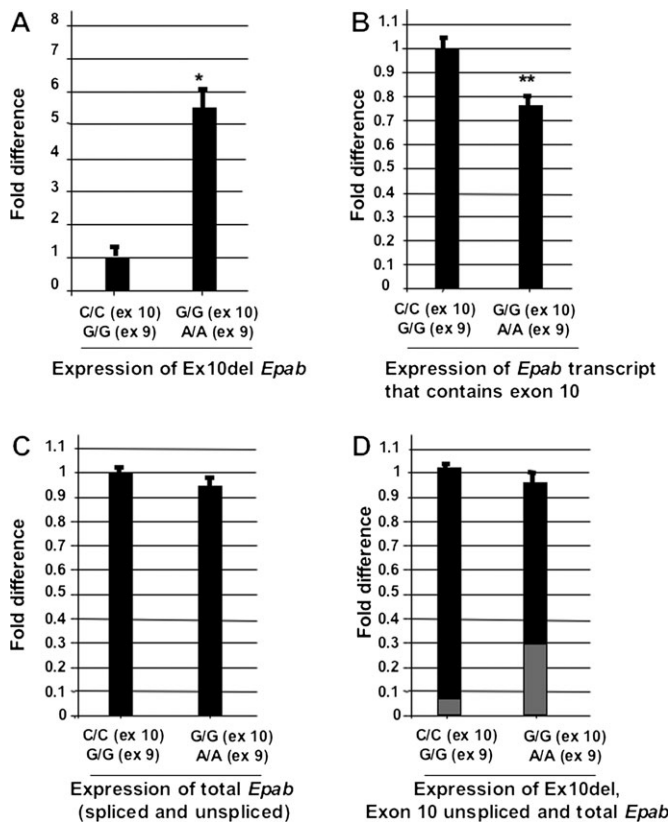 A
Fold difference
8
8
7
6
5
4
3
2
1
0
*
C/C (ex 10) G/G (ex 10)
G/G (ex 9) A/A (ex 9)
Expression of Ex10del Epab
B
Fold difference
1.1
1
0.9
0.8
0.7
0.6
0.5
0.4
0.3
0.2
0.1
0
**
C/C (ex 10) G/G (ex 10)
G/G (ex 9) A/A (ex 9)
Expression of Epab transcript
that contains exon 10
C
Fold difference
1.1
1
0.9
0.8
0.7
0.6
0.5
0.4
0.3
0.2
0.1
0
C/C (ex 10) G/G (ex 10)
G/G (ex 9) A/A (ex 9)
Expression of total Epab
(spliced and unspliced)
D
Fold difference
1.1
1
0.9
0.8
0.7
0.6
0.5
0.4
0.3
0.2
0.1
0
C/C (ex 10) G/G (ex 10)
G/G (ex 9) A/A (ex 9)
Expression of Ex10del,
Exon 10 unspliced and total Epab